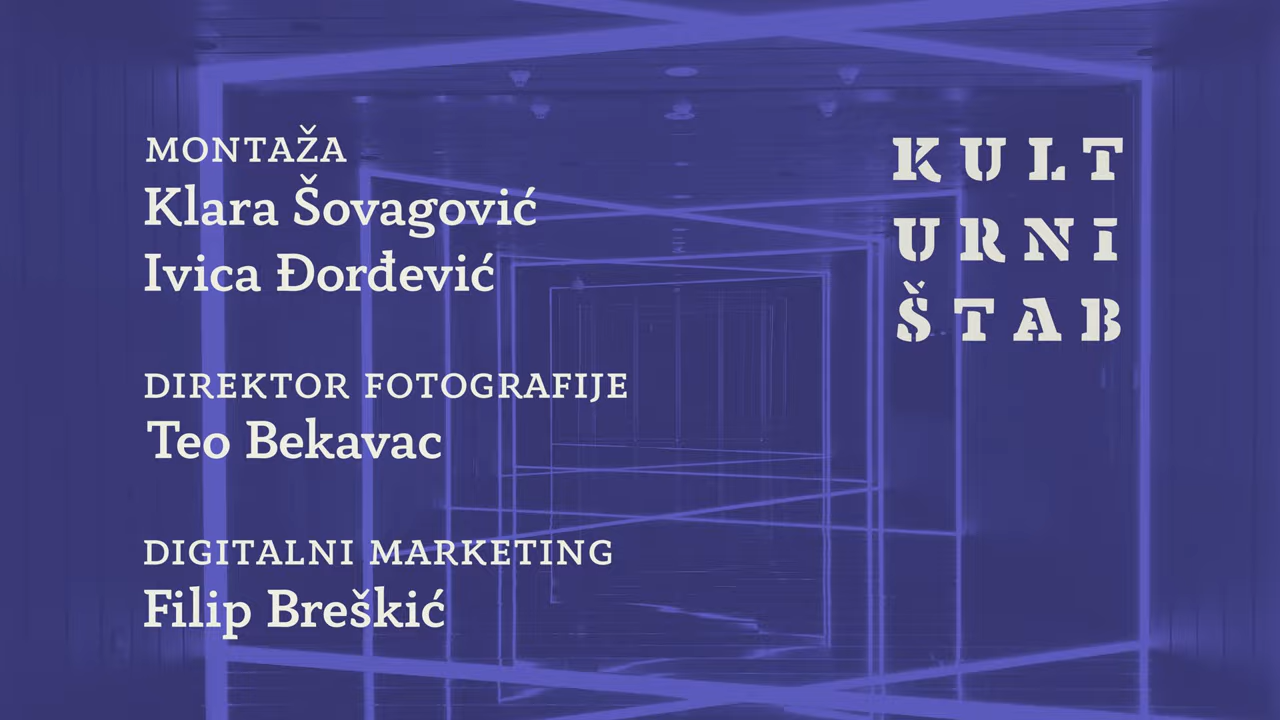 MONTAŽA
Klara Šovagović
Ivica Đorđević
DIREKTOR FOTOGRAFIJE
Teo Bekavac
DIGITALNI MARKETING
Filip Breškić
KULT
URNI
ŠTAB